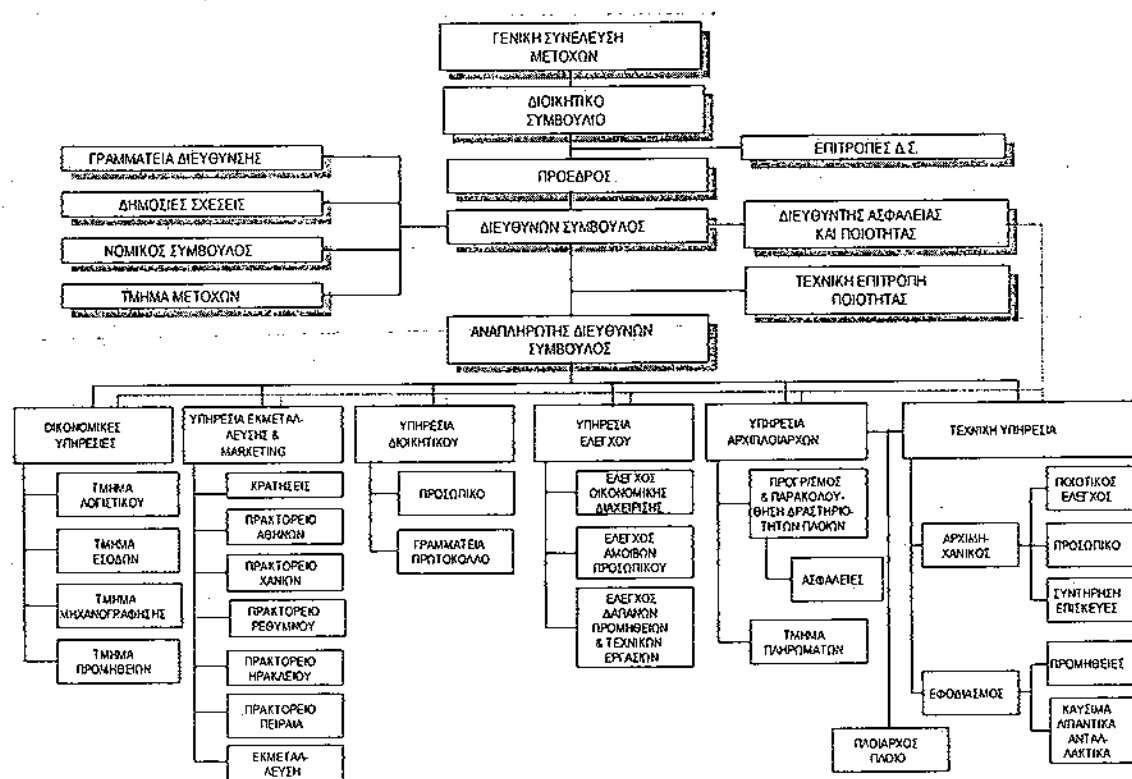 ΓΕΝΙΚΗ ΣΥΝΕΛΕΥΣΗ
ΜΕΤΟΧΩΝ
ΔΙΟΙΚΗΤΙΚΟ
ΣΥΜΒΟΥΛΙΟ
ΕΠΙΤΡΟΠΕΣ Δ.Σ.
ΓΡΑΜΜΑΤΕΙΑ ΔΙΕΥΘΥΝΣΗΣ
ΠΡΟΕΔΡΟΣ
ΔΗΜΟΣΙΕΣ ΣΧΕΣΕΙΣ
ΔΙΕΥΘΥΝΩΝ ΣΥΜΒΟΥΛΟΣ
ΔΙΕΥΘΥΝΤΗΣ ΑΣΦΑΛΕΙΑΣ
ΚΑΙ ΠΟΙΟΤΗΤΑΣ
ΝΟΜΙΚΟΣ ΣΥΜΒΟΥΛΟΣ
ΤΜΗΜΑ ΜΕΤΟΧΩΝ
ΤΕΧΝΙΚΗ ΕΠΙΤΡΟΠΗ
ΠΟΙΟΤΗΤΑΣ
ΑΝΑΠΛΗΡΩΤΗΣ ΔΙΕΥΘΥΝΩΝ
ΣΥΜΒΟΥΛΟΣ
ΟΙΚΟΝΟΜΙΚΕΣ
ΥΠΗΡΕΣΙΕΣ
ΤΜΗΜΑ
ΛΟΓΙΣΤΙΚΟΥ
ΤΜΗΜΑ
ΕΣΟΔΩΝ
ΤΜΗΜΑ
ΜΗΧΑΝΟΓΡΑΦΗΣΗΣ
ΤΜΗΜΑ
ΠΡΟΜΗΘΕΙΩΝ
ΥΠΗΡΕΣΙΑ ΕΚΜΕΤΑΛ-
ΛΕΥΣΗΣ &
MARKETING
ΚΡΑΤΗΣΕΙΣ
ΠΡΑΚΤΟΡΕΙΟ
ΑΘΗΝΩΝ
ΠΡΑΚΤΟΡΕΙΟ
ΧΑΝΙΩΝ
ΠΡΑΚΤΟΡΕΙΟ
ΡΕΘΥΜΝΟΥ
ΠΡΑΚΤΟΡΕΙΟ
ΗΡΑΚΛΕΙΟΥ
ΠΡΑΚΤΟΡΕΙΟ
ΠΕΙΡΑΙΑ
ΕΚΜΕΤΑΛ-
ΛΕΥΣΗ
ΥΠΗΡΕΣΙΑ
ΔΙΟΙΚΗΤΙΚΟΥ
ΠΡΟΣΩΠΙΚΟ
ΓΡΑΜΜΑΤΕΙΑ
ΠΡΩΤΟΚΟΛΛΟ
ΥΠΗΡΕΣΙΑ
ΕΛΕΓΧΟΥ
ΕΛΕΓΧΟΣ
ΟΙΚΟΝΟΜΙΚΗΣ
ΔΙΑΧΕΙΡΙΣΗΣ
ΕΛΕΓΧΟΣ
ΑΜΟΙΒΩΝ
ΠΡΟΣΩΠΙΚΟΥ
ΕΛΕΓΧΟΣ
ΔΑΠΑΝΩΝ
ΠΡΟΜΗΘΕΙΩΝ
& ΤΕΧΝΙΚΩΝ
ΕΡΓΑΣΙΩΝ
ΥΠΗΡΕΣΙΑ
ΑΡΧΙΠΛΟΙΑΡΧΩΝ
ΠΡΟΓΡΙΣΜΟΣ
& ΠΑΡΑΚΟΛΟΥ-
ΘΗΣΗ ΔΡΑΣΤΗΡΙΟ-
ΤΗΤΩΝ ΠΛΟΙΩΝ
ΑΣΦΑΛΕΙΕΣ
ΤΜΗΜΑ
ΠΛΗΡΩΜΑΤΩΝ
ΠΛΟΙΑΡΧΟΣ
ΠΛΟΙΟ
ΤΕΧΝΙΚΗ ΥΠΗΡΕΣΙΑ
ΑΡΧΙΜΗ-
ΧΑΝΙΚΟΣ
ΠΟΙΟΤΙΚΟΣ
ΕΛΕΓΧΟΣ
ΠΡΟΣΩΠΙΚΟ
ΣΥΝΤΗΡΗΣΗ
ΕΠΙΣΚΕΥΕΣ
ΕΦΟΔΙΑΣΜΟΣ
ΠΡΟΜΗΘΕΙΕΣ
ΚΑΥΣΙΜΑ
ΛΙΠΑΝΤΙΚΑ
ΑΝΤΑΛ-
ΛΑΚΤΙΚΑ